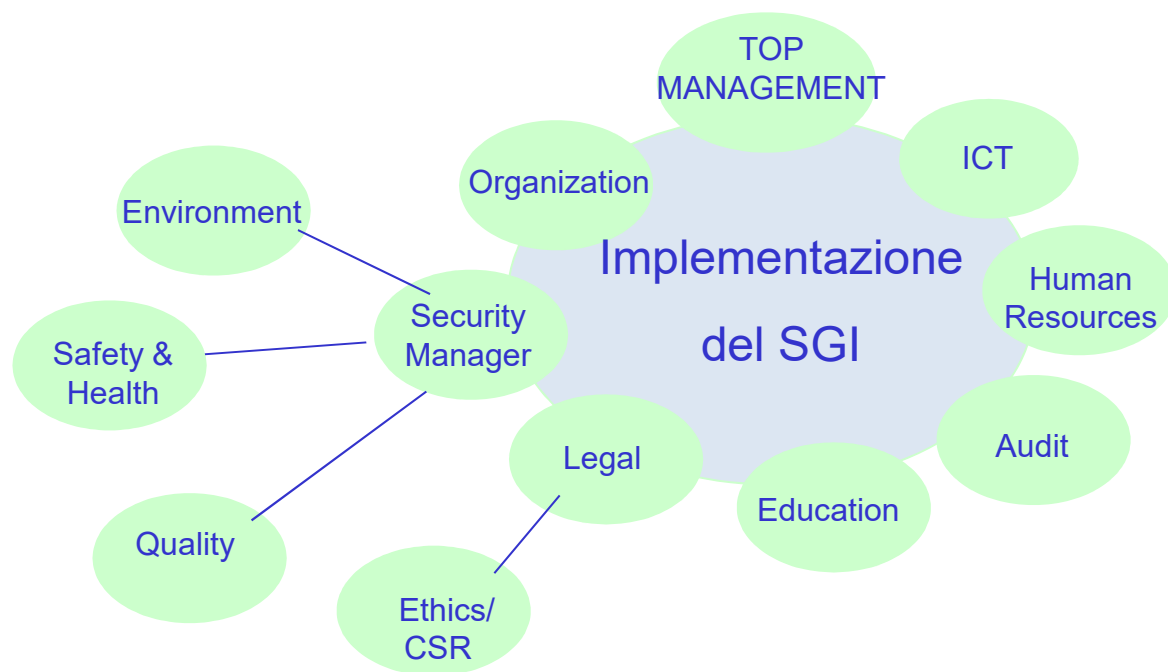 TOP
MANAGEMENT
ICT
Organization
Environment
Implementazione
del SGI
Human
Resources
Security
Manager
Safety &
Health
Audit
Legal
Education
Quality
Ethics/
CSR